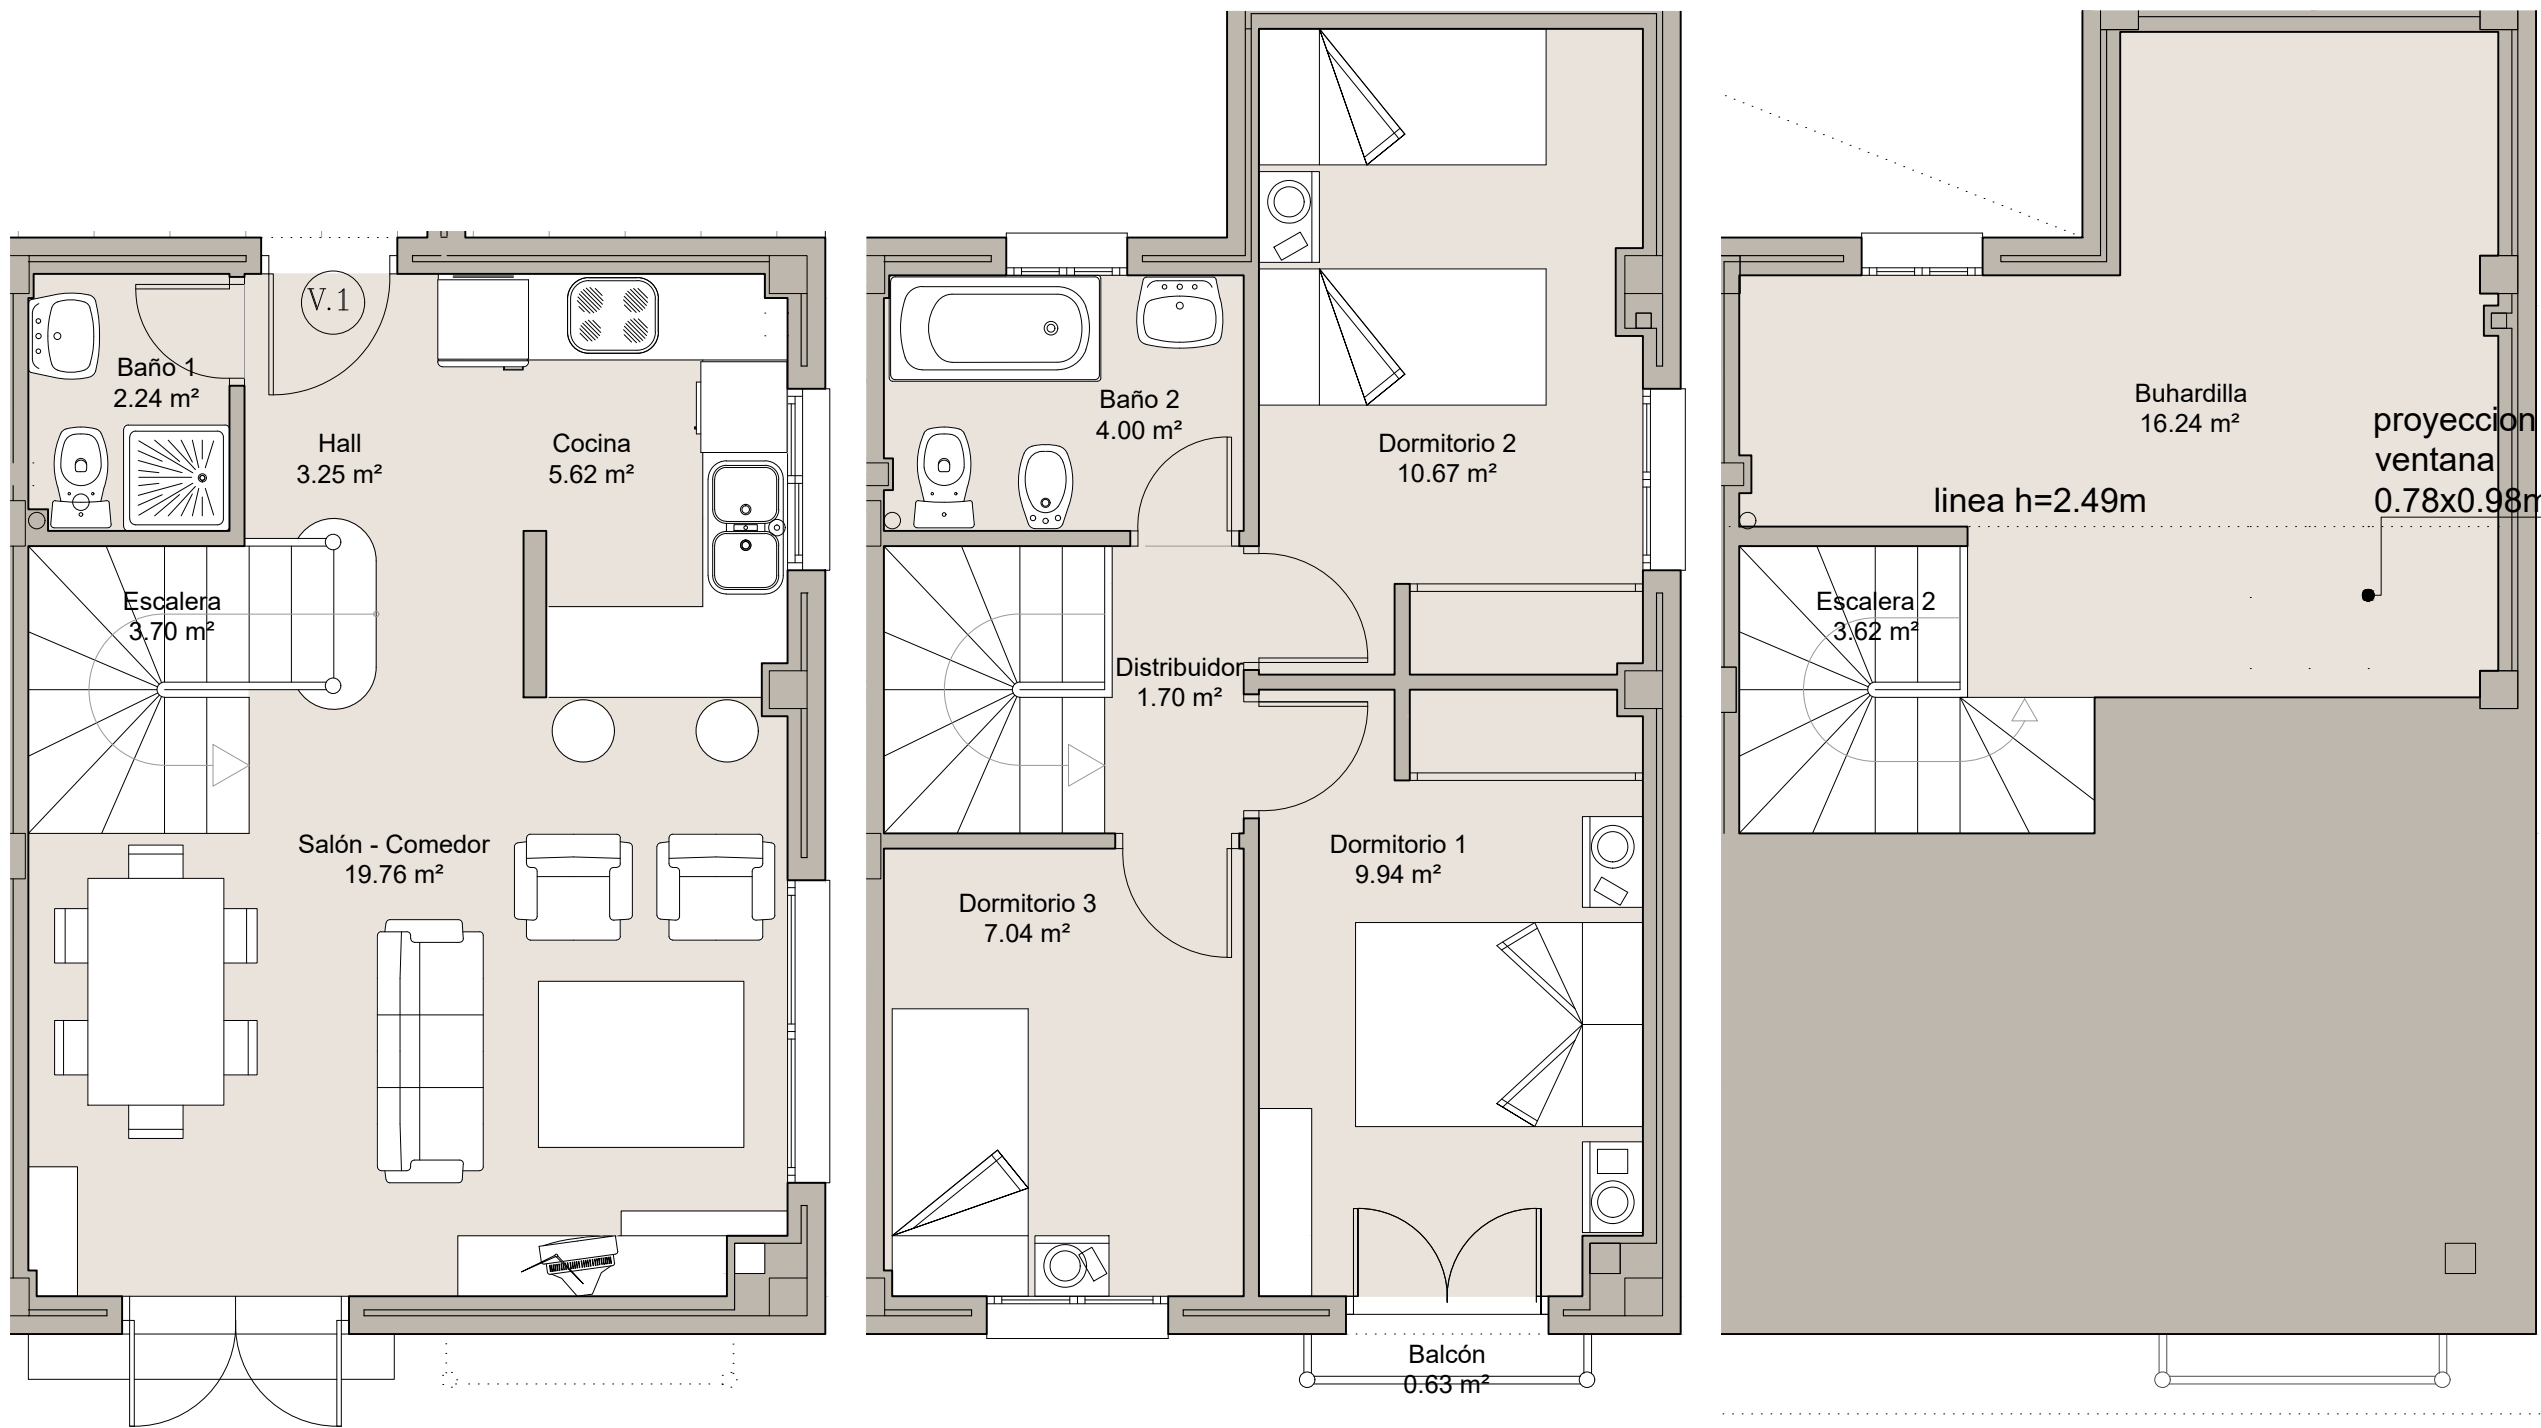 V.1
Baño 1
2.24 m²
Hall
3.25 m²
Cocina
5.62 m²
Escalera
3.70 m²
Salón - Comedor
19.76 m²
Baño 2
4.00 m²
Dormitorio 2
10.67 m²
Distribuidor
1.70 m²
Dormitorio 1
9.94 m²
Dormitorio 3
7.04 m²
Balcón
0.63 m²
Buhardilla
16.24 m²
proyeccion
ventana
0.78x0.98m
linea h=2.49m
Escalera 2
3.62 m²